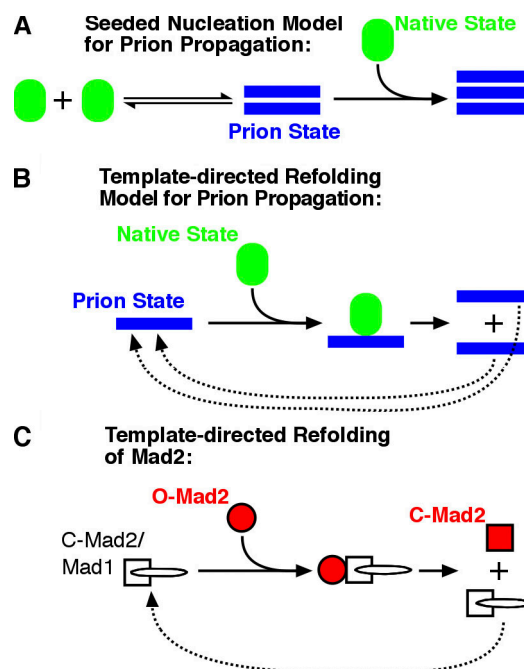 A
Seeded Nucleation Model
for Prion Propagation:
Native State
+
Prion State
B
Template-directed Refolding
Model for Prion Propagation:
Native State
Prion State
+
C
Template-directed Refolding
of Mad2:
O-Mad2
C-Mad2
C-Mad2/
Mad1
+